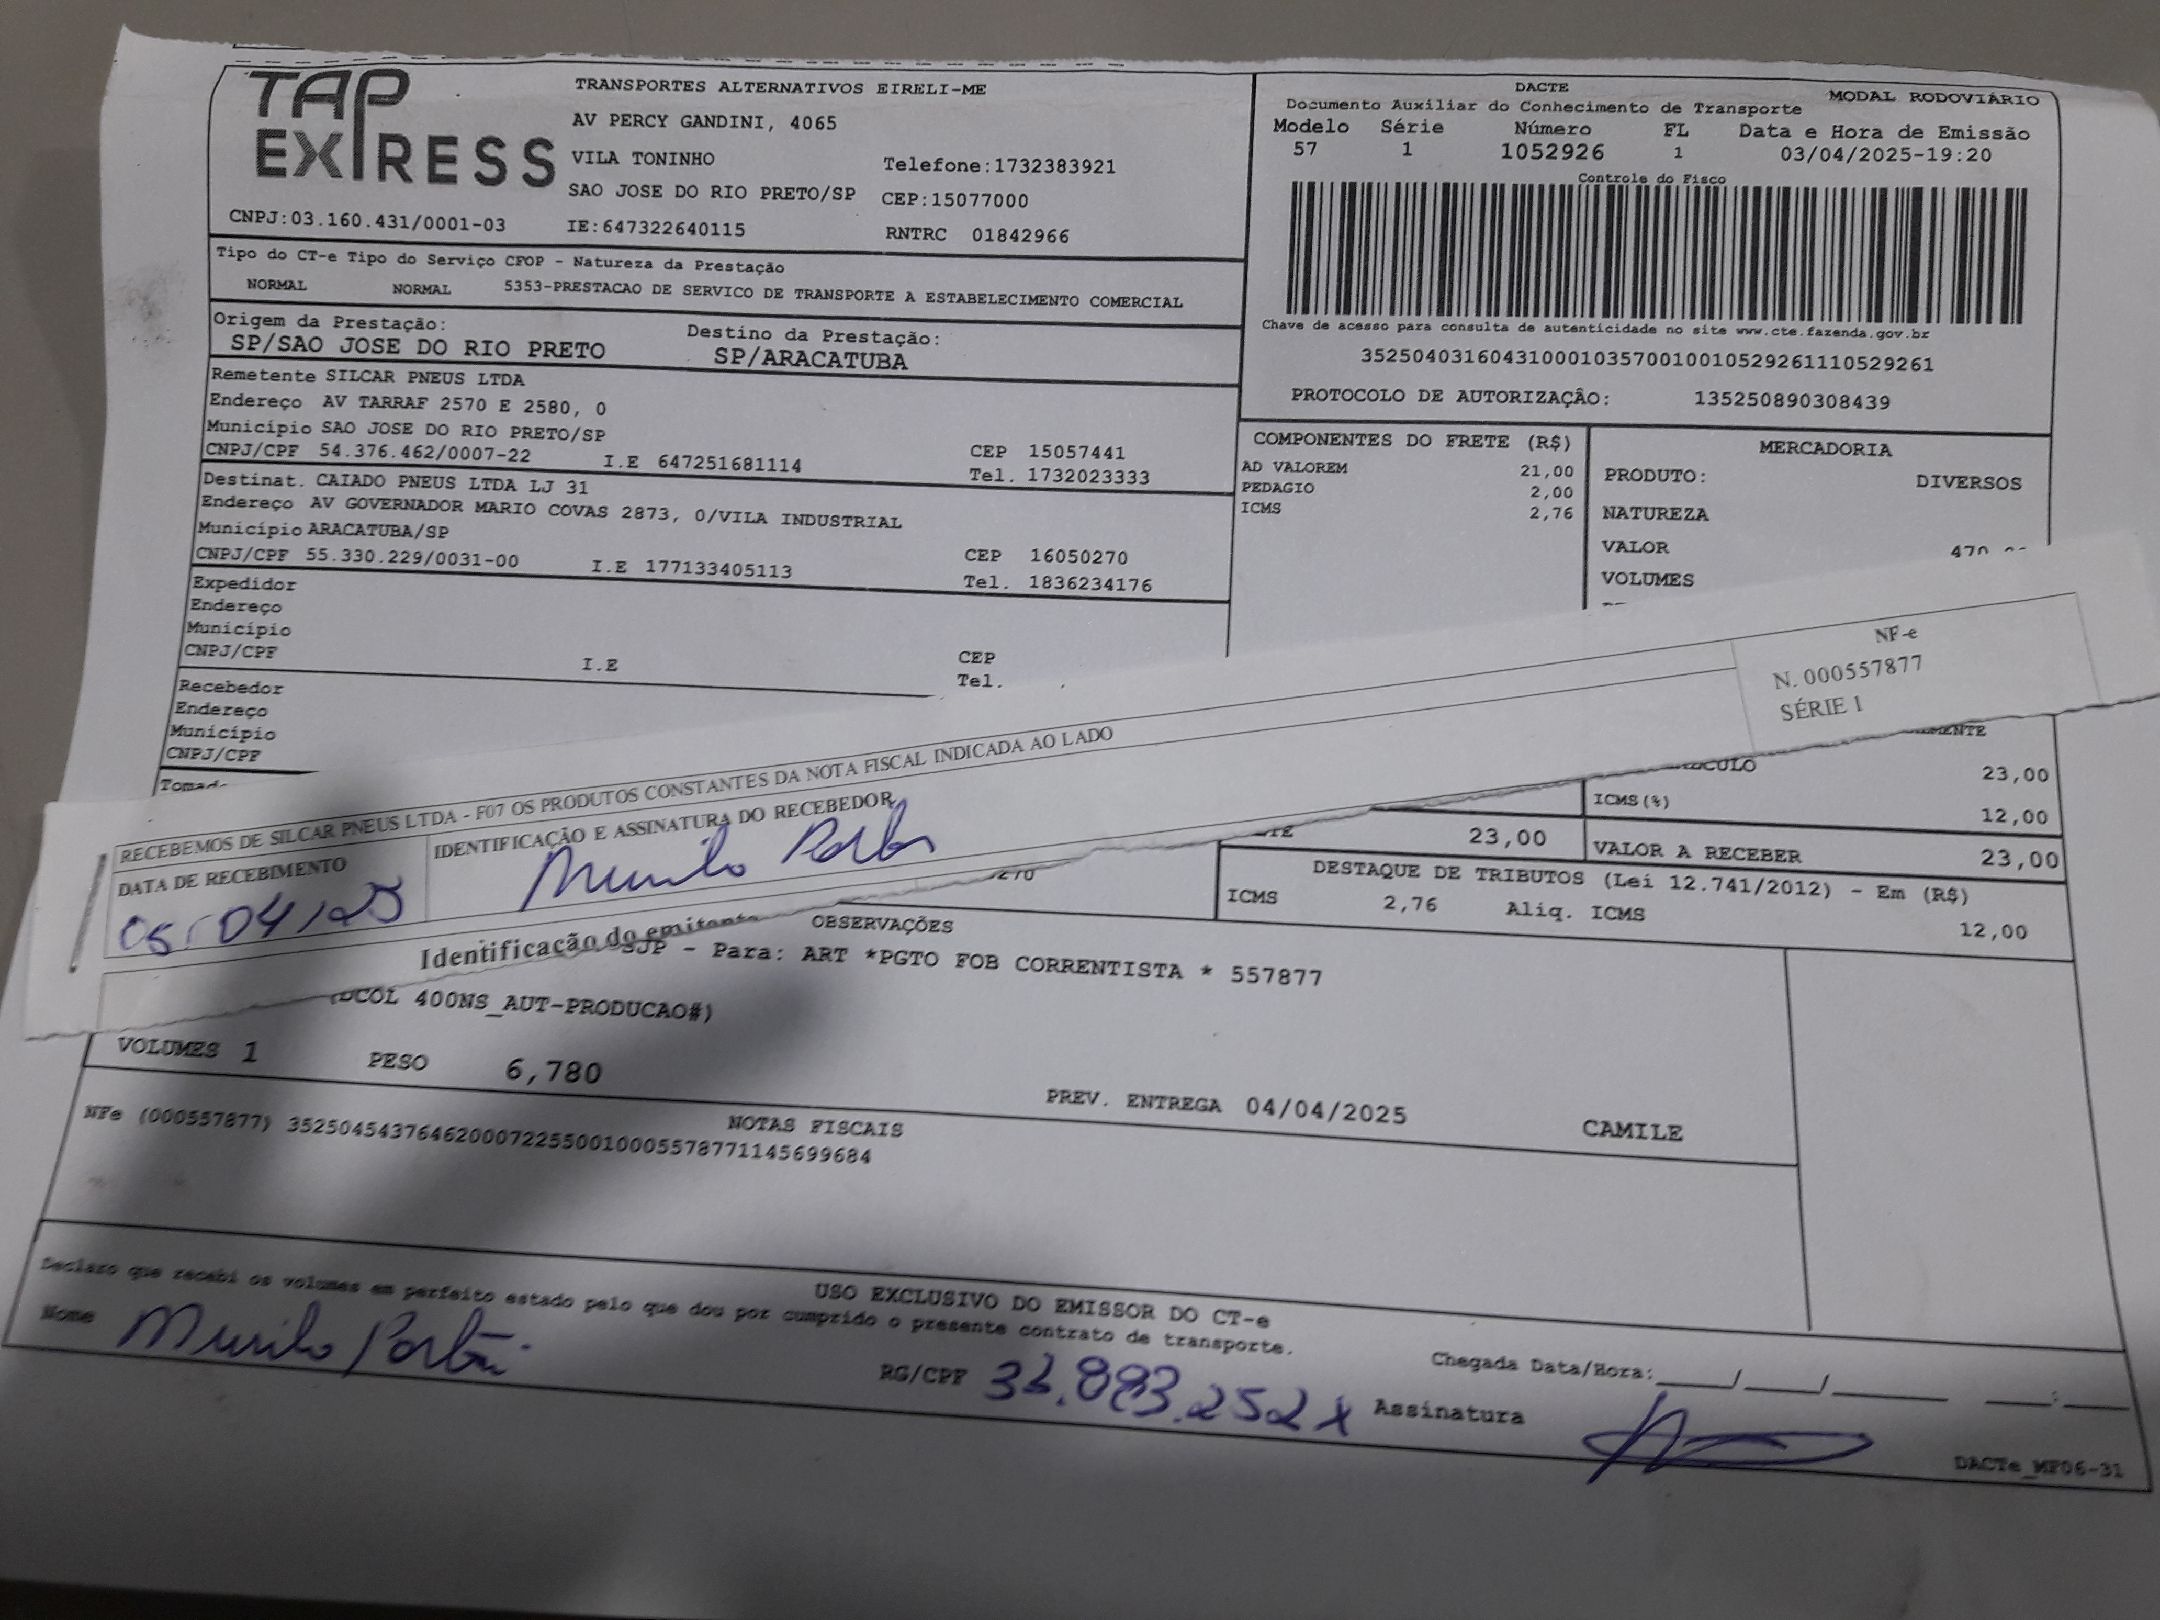 TAP EXPRESS
TRANSPORTES ALTERNATIVOS EIRELI-ME
AV PERCY GANDINI, 4065
VILA TONINHO Telefone:1732383921
SAO JOSE DO RIO PRETO/SP CEP:15077000
CNPJ:03.160.431/0001-03 IE:647322640115 RNTRC 01842966
DACTE MODAL RODOVIÁRIO
Documento Auxiliar do Conhecimento de Transporte
Modelo Série Número FL Data e Hora de Emissão
57 1 1052926 1 03/04/2025-19:20
Controle do Fisco
Chave de acesso para consulta de autenticidade no site www.cte.fazenda.gov.br
35250403160431000103570010010529261110529261
PROTOCOLO DE AUTORIZAÇÂO: 135250890308439
Tipo do CT-e Tipo do Serviço CFOP - Natureza da Prestação
NORMAL NORMAL 5353-PRESTACAO DE SERVICO DE TRANSPORTE A ESTABELECIMENTO COMERCIAL
Origem da Prestação: Destino da Prestação:
SP/SAO JOSE DO RIO PRETO SP/ARACATUBA
Remetente SILCAR PNEUS LTDA
Endereço AV TARRAF 2570 E 2580, 0
Município SAO JOSE DO RIO PRETO/SP CEP 15057441
CNPJ/CPF 54.376.462/0007-22 I.E 647251681114 Tel. 1732023333
Destinat. CAIADO PNEUS LTDA LJ 31
Endereço AV GOVERNADOR MARIO COVAS 2873, 0/VILA INDUSTRIAL
Município ARACATUBA/SP CEP 16050270
CNPJ/CPF 55.330.229/0031-00 I.E 177133405113 Tel. 1836234176
Expedidor
Endereço
Município CEP
CNPJ/CPF I.E Tel.
Recebedor
Endereço
Município
CNPJ/CPF
COMPONENTES DO FRETE (R$)
AD VALOREM 21,00
PEDAGIO 2,00
ICMS 2,76
MERCADORIA
PRODUTO: DIVERSOS
NATUREZA
VALOR
VOLUMES
NF-e
N. 000557877
SÉRIE 1
RECEBEMOS DE SILCAR PNEUS LTDA - F07 OS PRODUTOS CONSTANTES DA NOTA FISCAL INDICADA AO LADO
DATA DE RECEBIMENTO IDENTIFICAÇÃO E ASSINATURA DO RECEBEDOR
05/04/25 Murilo
Identificação do emitente
23,00
ICMS(%) 12,00
23,00 VALOR A RECEBER 23,00
DESTAQUE DE TRIBUTOS (Lei 12.741/2012) - Em (R$)
ICMS 2,76 Aliq. ICMS 12,00
OBSERVAÇÕES
SJP - Para: ART *PGTO FOB CORRENTISTA * 557877
400NS_AUT-PRODUCAO#)
VOLUMES 1 PESO 6,780
PREV. ENTREGA 04/04/2025 CAMILE
NOTAS FISCAIS
NFe (000557877) 35250454376462000722550010005578771145699684
USO EXCLUSIVO DO EMISSOR DO CT-e
Declaro que recebi os volumes em perfeito estado pelo que dou por cumprido o presente contrato de transporte.
Nome Murilo RG/CPF Assinatura Chegada Data/Hora:___/___/_____ ___:___
DACTe_MF06-31